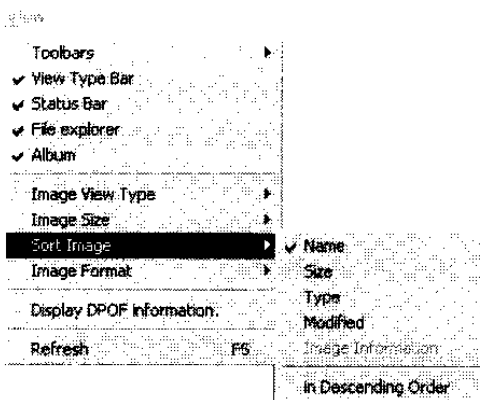 View
Toolbars
View Type Bar
Status Bar
File explorer
Album
Image View Type
Image Size
Sort Image
Image Format
Display DPOF information.
Refresh F5
Name
Size
Type
Modified
Image Information
in Descending Order